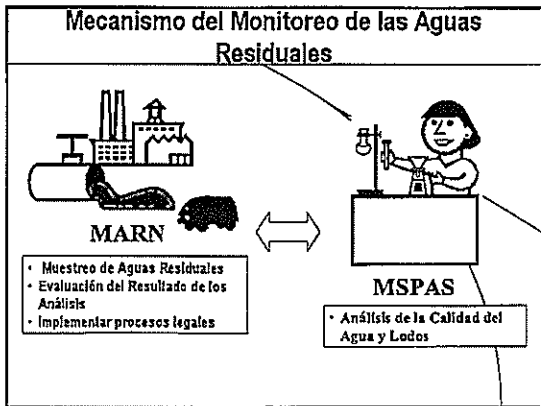 Mecanismo del Monitoreo de las Aguas
Residuales
MARN
• Muestreo de Aguas Residuales
• Evaluación del Resultado de los
Análisis
• Implementar procesos legales
MSPAS
• Análisis de la Calidad del
Agua y Lodos